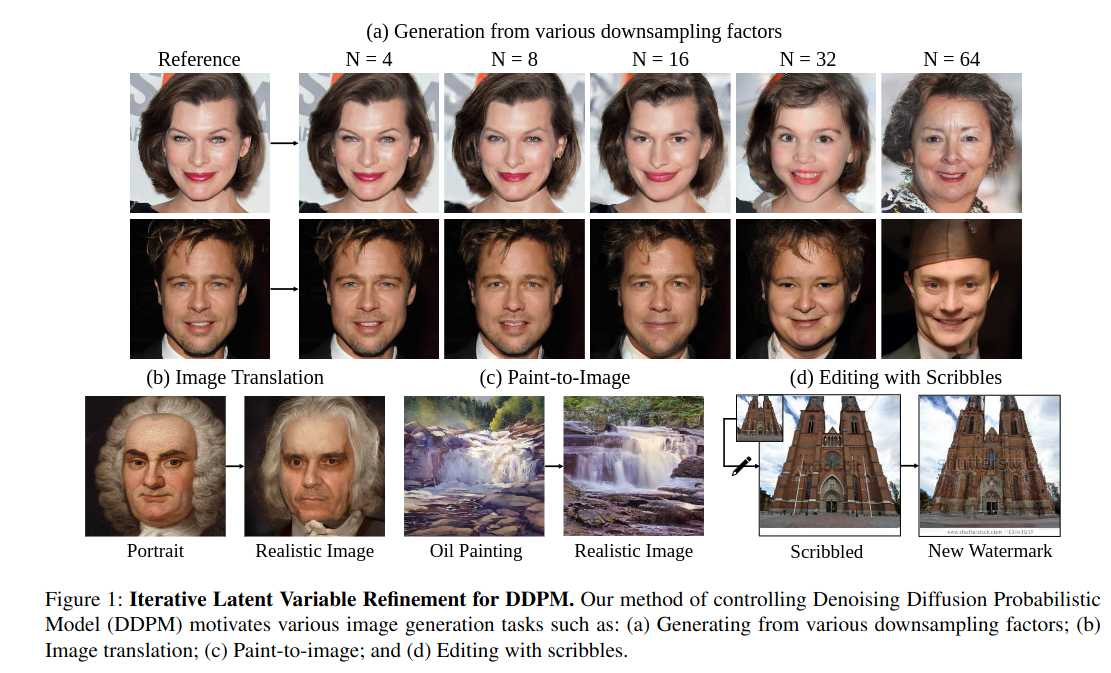 (a) Generation from various downsampling factors
Reference N = 4 N = 8 N = 16 N = 32 N = 64
(b) Image Translation (c) Paint-to-Image (d) Editing with Scribbles
Portrait Realistic Image Oil Painting Realistic Image Scribbled New Watermark
Figure 1: Iterative Latent Variable Refinement for DDPM. Our method of controlling Denoising Diffusion Probabilistic
Model (DDPM) motivates various image generation tasks such as: (a) Generating from various downsampling factors; (b)
Image translation; (c) Paint-to-image; and (d) Editing with scribbles.